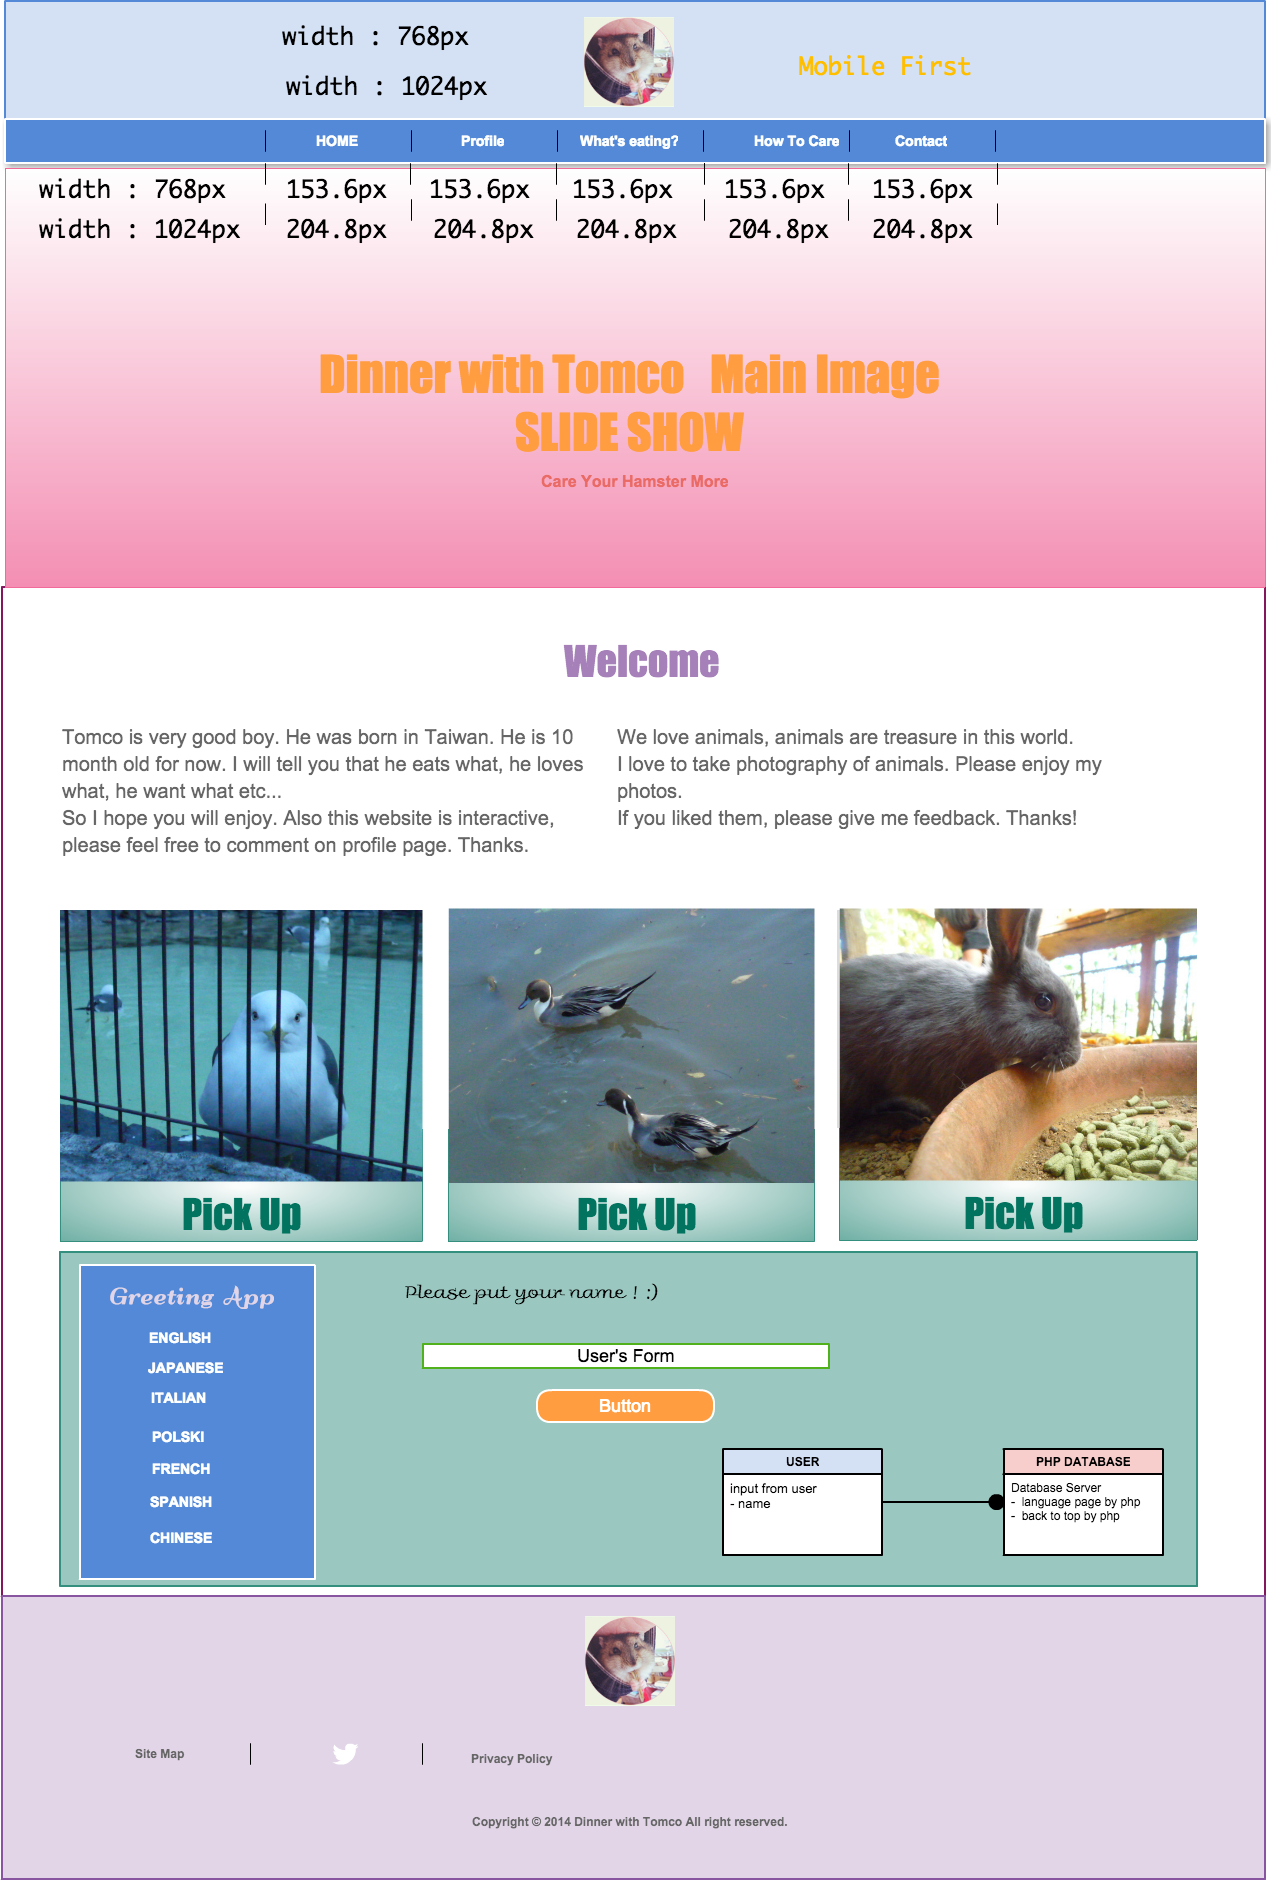 width : 768px
width : 1024px
Mobile First
HOME
Profile
What's eating?
How To Care
Contact
width : 768px 153.6px 153.6px 153.6px 153.6px 153.6px
width : 1024px 204.8px 204.8px 204.8px 204.8px 204.8px
Dinner with Tomco Main Image
SLIDE SHOW
Care Your Hamster More
Welcome
Tomco is very good boy. He was born in Taiwan. He is 10
month old for now. I will tell you that he eats what, he loves
what, he want what etc...
So I hope you will enjoy. Also this website is interactive,
please feel free to comment on profile page. Thanks.
We love animals, animals are treasure in this world.
I love to take photography of animals. Please enjoy my
photos.
If you liked them, please give me feedback. Thanks!
Pick Up
Pick Up
Pick Up
Greeting App
ENGLISH
JAPANESE
ITALIAN
POLSKI
FRENCH
SPANISH
CHINESE
Please put your name ! :)
User's Form
Button
USER
input from user
- name
PHP DATABASE
Database Server
- language page by php
- back to top by php
Site Map
Privacy Policy
Copyright © 2014 Dinner with Tomco All right reserved.